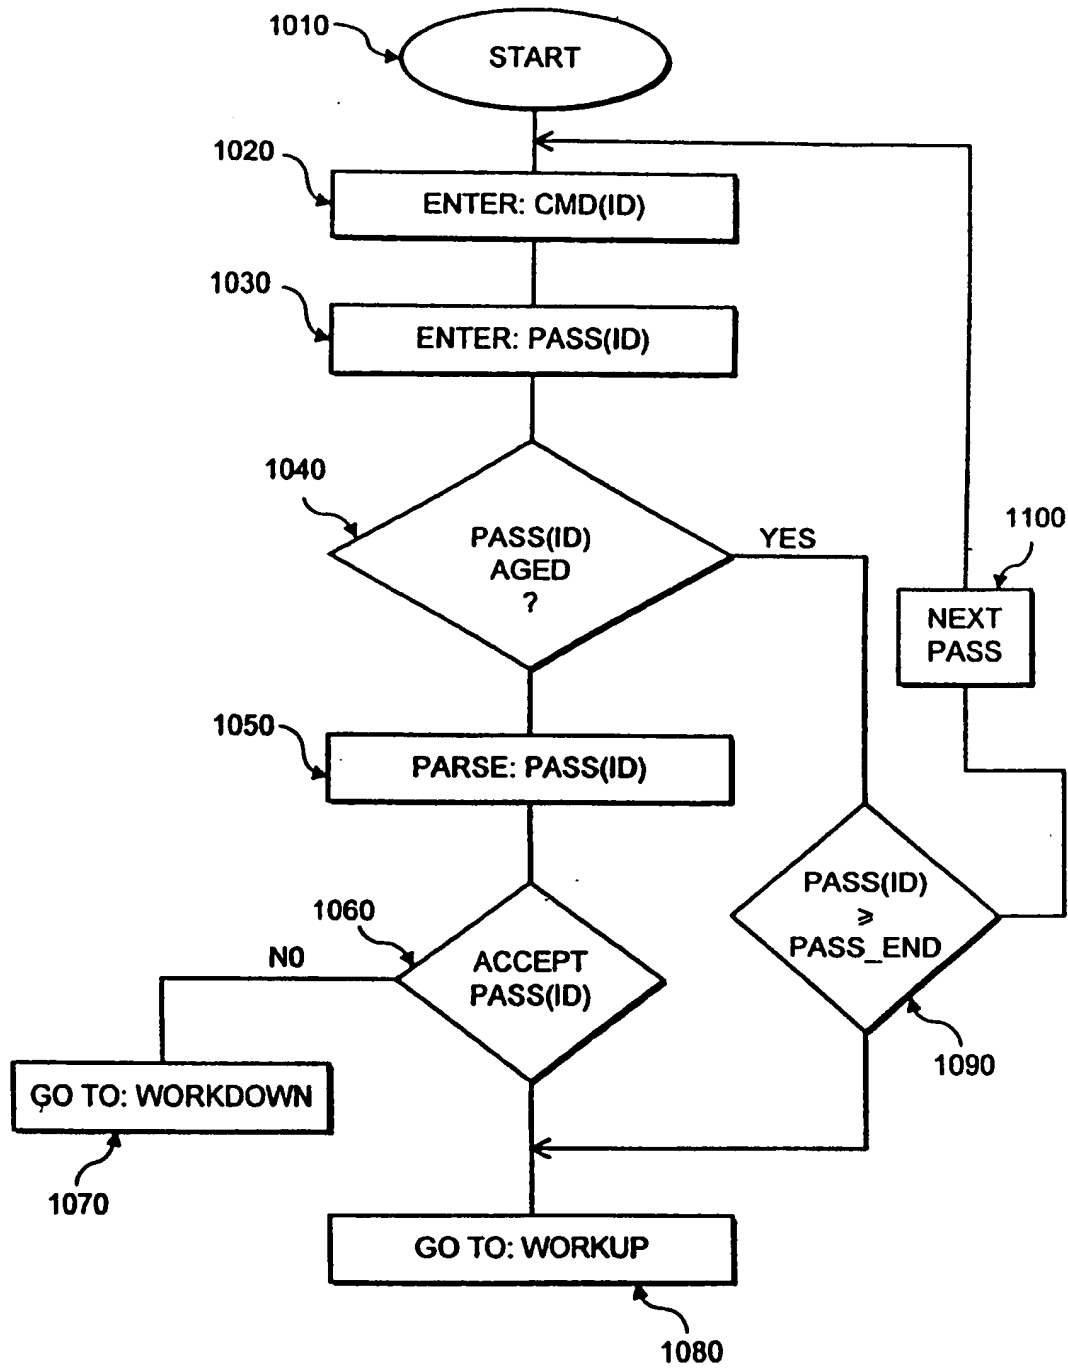 1010
START
1020
ENTER: CMD(ID)
1030
ENTER: PASS(ID)
1040
PASS(ID)
AGED
?
YES
1100
NEXT
PASS
1050
PARSE: PASS(ID)
PASS(ID)
≥
PASS_END
1060
NO
ACCEPT
PASS(ID)
1090
GO TO: WORKDOWN
1070
GO TO: WORKUP
1080